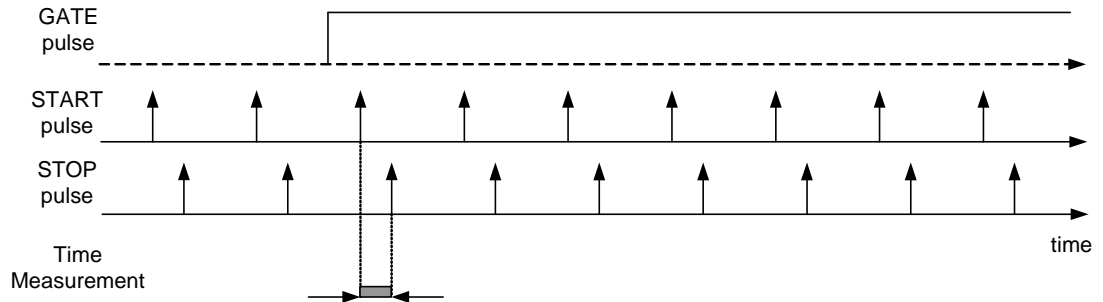 GATE
pulse
START
pulse
STOP
pulse
time
Time
Measurement